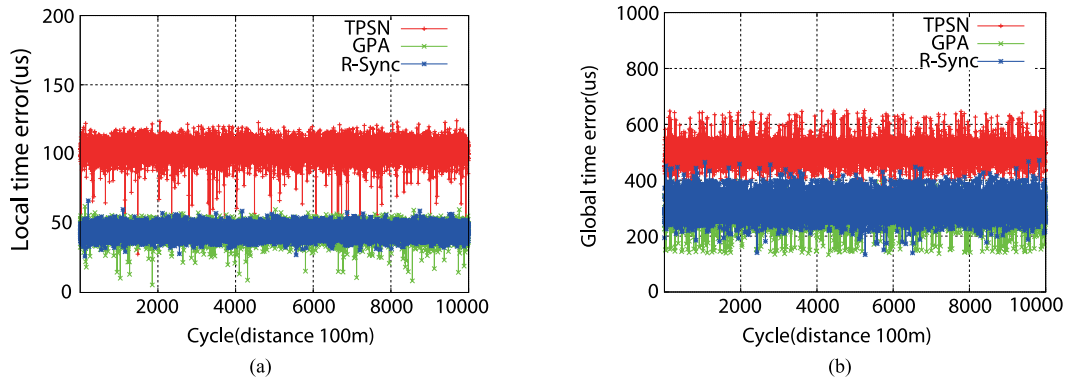 200
150
100
50
0
Local time error(us)
TPSN
GPA
R-Sync
2000 4000 6000 8000 10000
Cycle(distance 100m)
(a)
1000
800
600
400
200
0
Global time error(us)
TPSN
GPA
R-Sync
2000 4000 6000 8000 10000
Cycle(distance 100m)
(b)